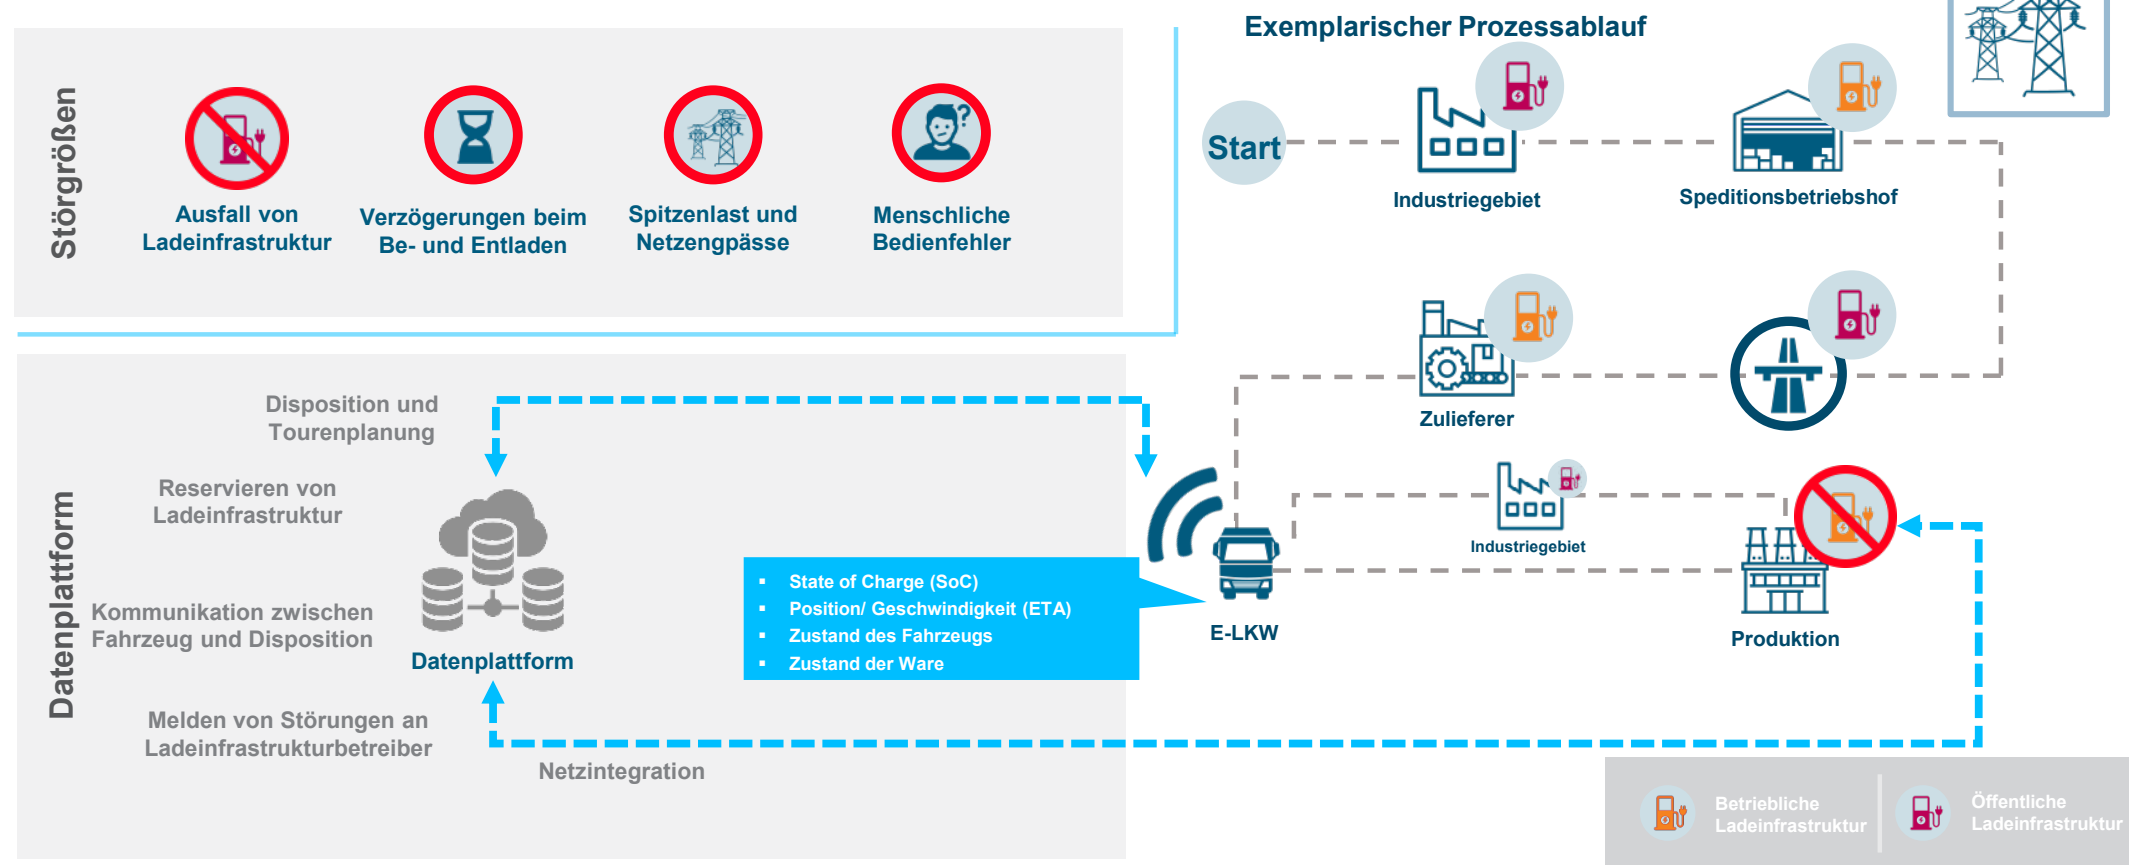 Störgrößen
Ausfall von
Ladeinfrastruktur
Verzögerungen beim
Be- und Entladen
Spitzenlast und
Netzengpässe
?
Menschliche
Bedienfehler
Exemplarischer Prozessablauf
Start
Industriegebiet
Speditionsbetriebshof
Zulieferer
Industriegebiet
E-LKW
Produktion
Datenplattform
Disposition und
Tourenplanung
Reservieren von
Ladeinfrastruktur
Kommunikation zwischen
Fahrzeug und Disposition
Datenplattform
Melden von Störungen an
Ladeinfrastrukturbetreiber
Netzintegration
▪ State of Charge (SoC)
▪ Position/ Geschwindigkeit (ETA)
▪ Zustand des Fahrzeugs
▪ Zustand der Ware
Betriebliche
Ladeinfrastruktur
Öffentliche
Ladeinfrastruktur